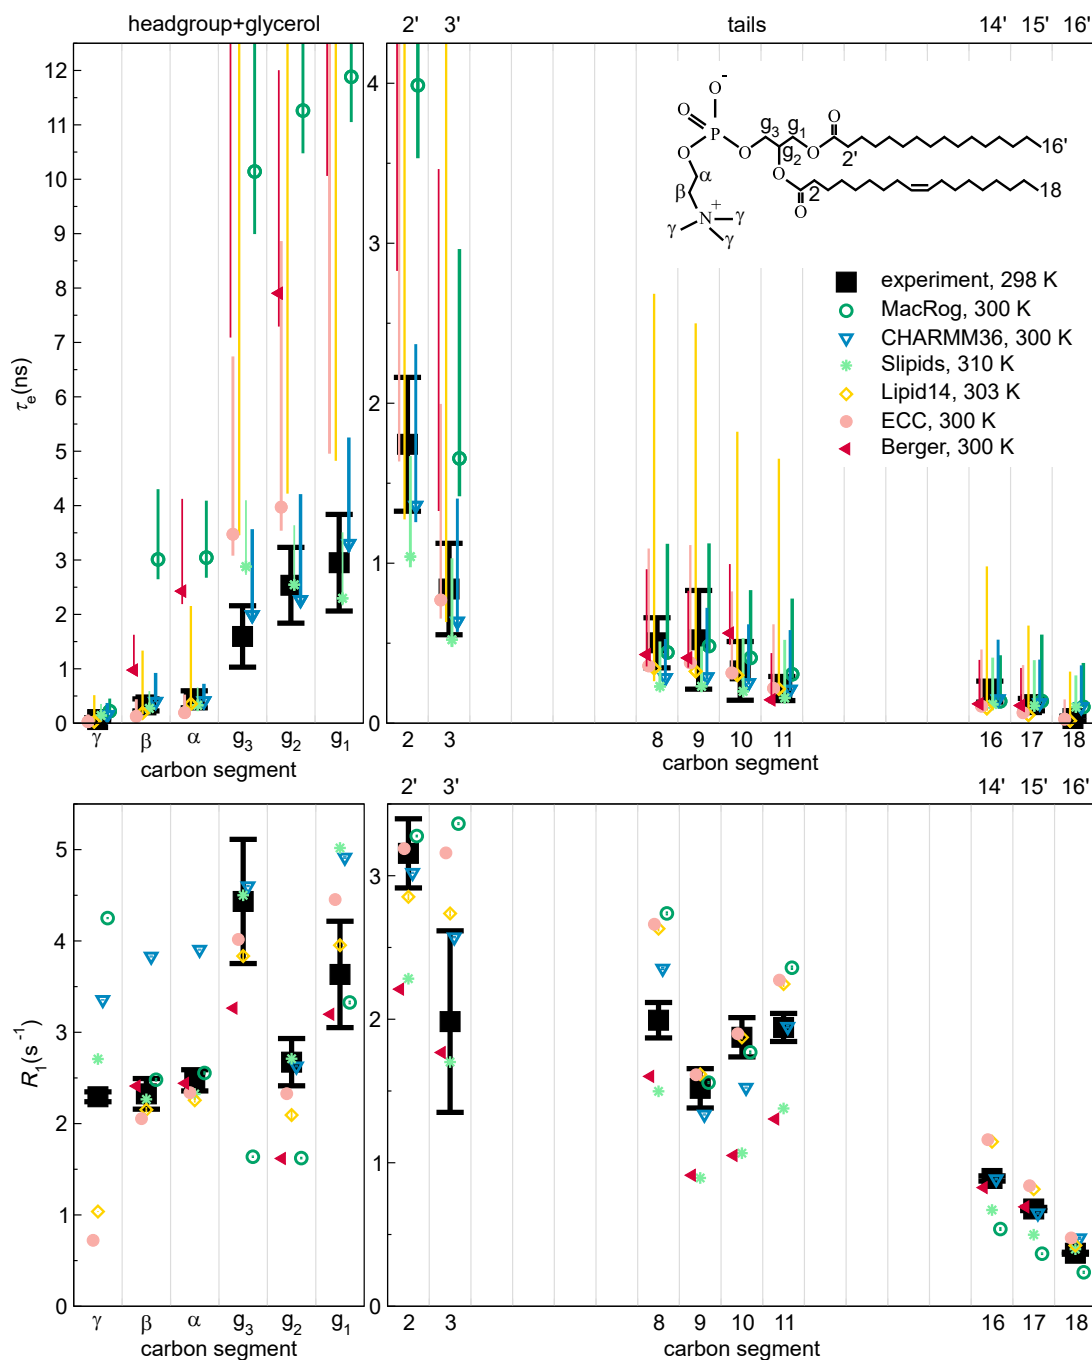 headgroup+glycerol 2' 3' tails 14' 15' 16'
12
11
10
9
8
7
6
5
4
3
2
1
0
τe(ns)
4
3
2
1
0
O-
O
P
O
g3
g1
g2
O
O
2'
16'
O
2
O
18
O
α
β
N+
γ
γ
γ
experiment, 298 K
MacRog, 300 K
CHARMM36, 300 K
Slipids, 310 K
Lipid14, 303 K
ECC, 300 K
Berger, 300 K
γ β α g3 g2 g1 2 3 8 9 10 11 16 17 18
carbon segment carbon segment
2' 3' 14' 15' 16'
5
4
3
2
1
0
R1(s-1)
3
2
1
0
γ β α g3 g2 g1 2 3 8 9 10 11 16 17 18
carbon segment carbon segment